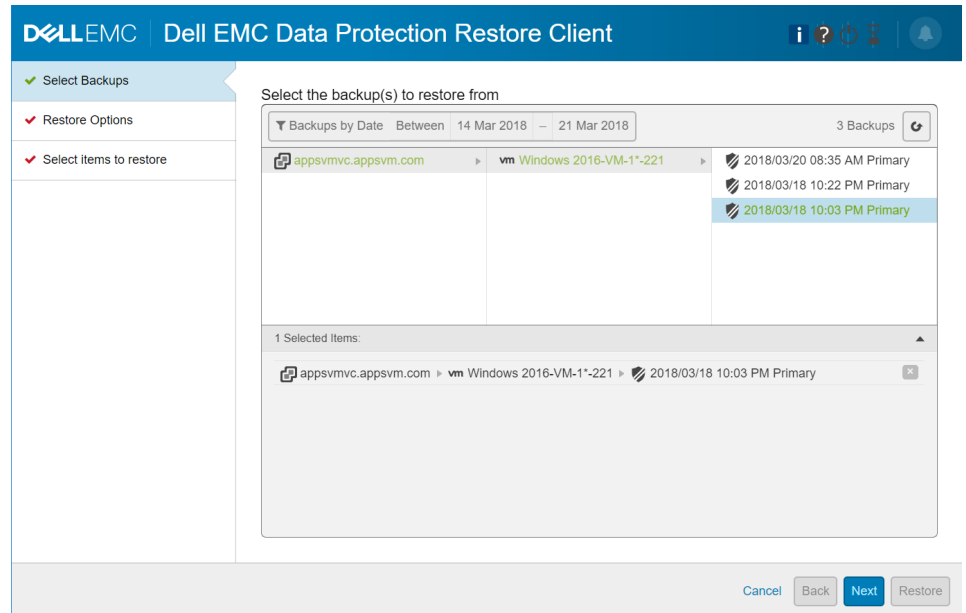 DELLEMC Dell EMC Data Protection Restore Client
Select Backups
Restore Options
Select items to restore
Select the backup(s) to restore from
Backups by Date Between 14 Mar 2018 – 21 Mar 2018 3 Backups
appsvmvc.appsvm.com vm Windows 2016-VM-1*-221 2018/03/20 08:35 AM Primary
2018/03/18 10:22 PM Primary
2018/03/18 10:03 PM Primary
1 Selected Items:
appsvmvc.appsvm.com vm Windows 2016-VM-1*-221 2018/03/18 10:03 PM Primary
Cancel Back Next Restore